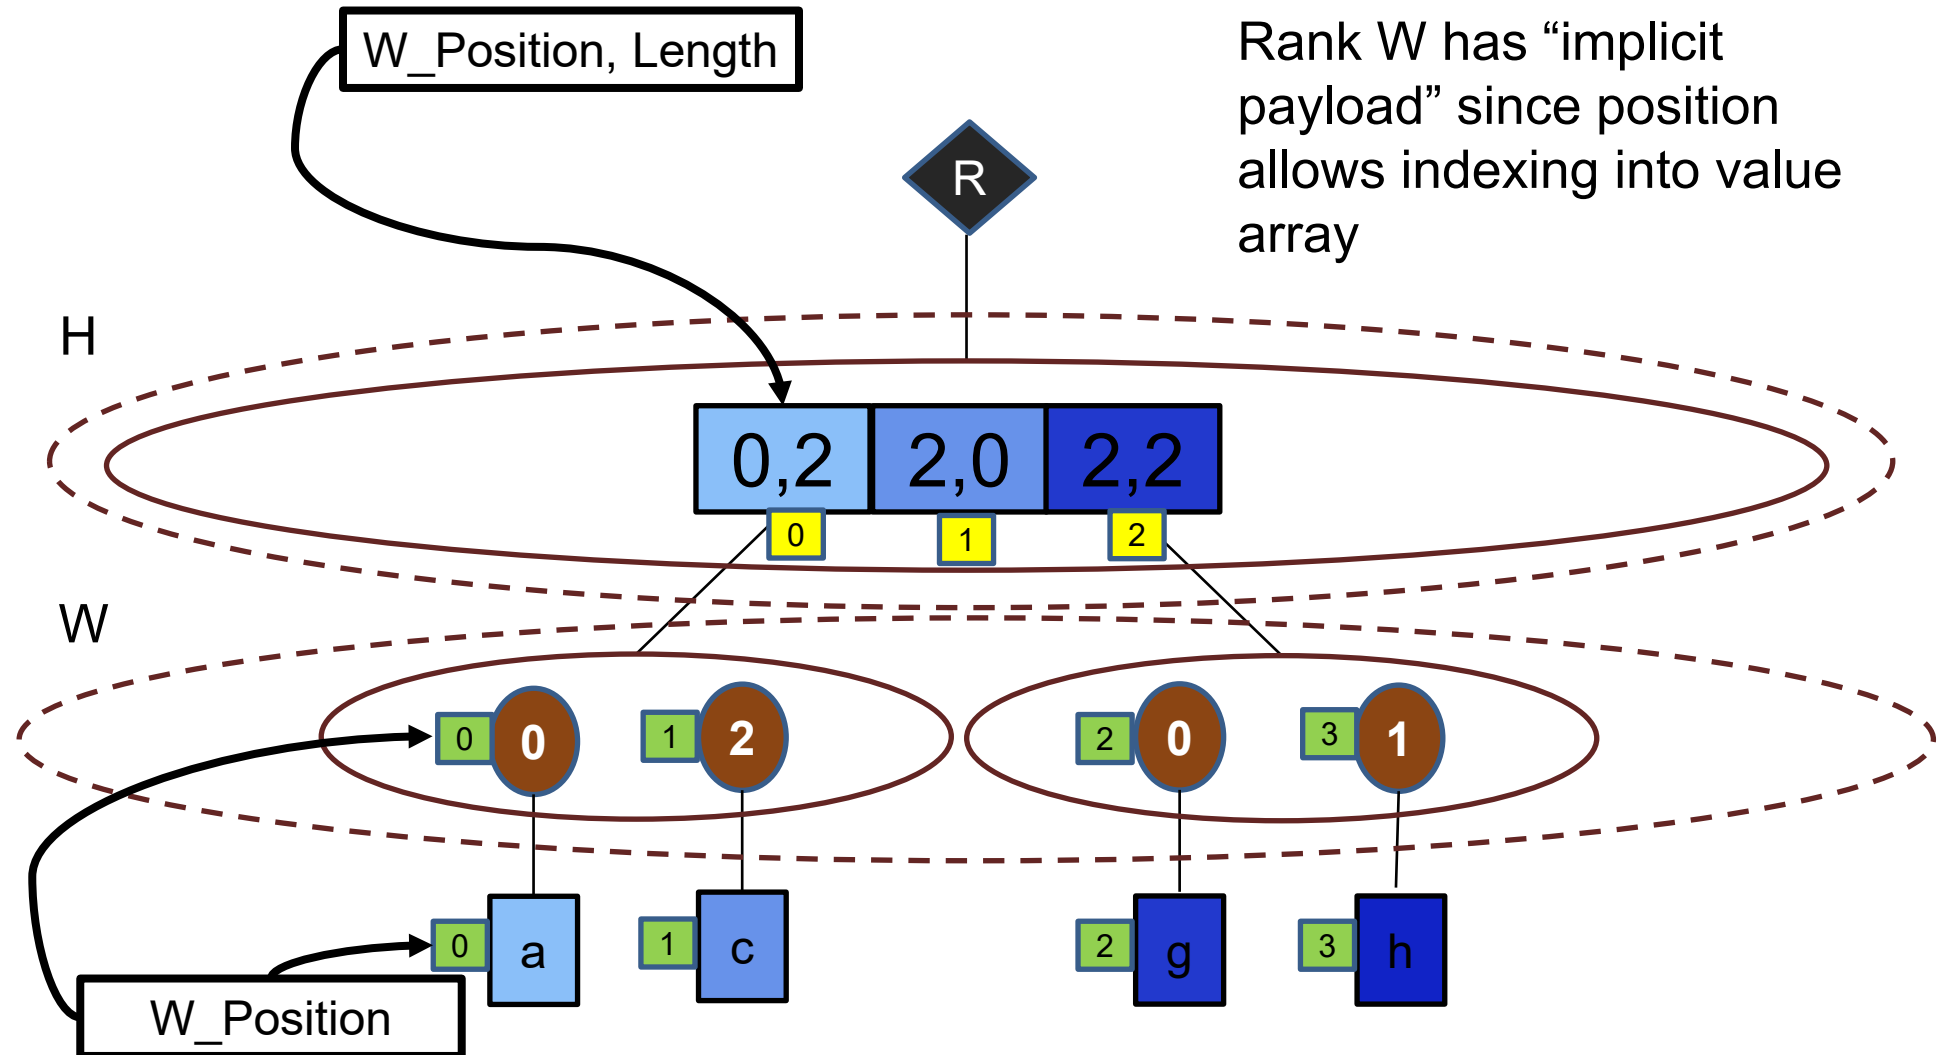 W_Position, Length
Rank W has “implicit
payload” since position
allows indexing into value
array
R
H
0,2 2,0 2,2
0 1 2
W
0 0 1 2 2 0 3 1
0 a 1 c 2 g 3 h
W_Position